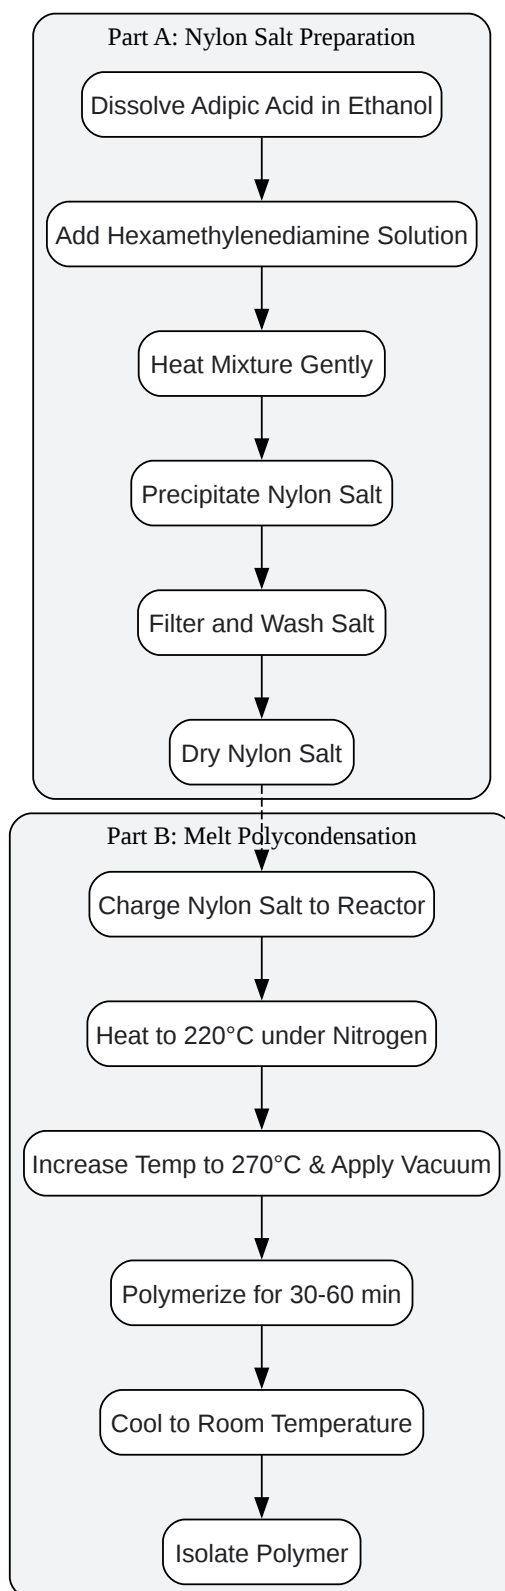 Part A: Nylon Salt Preparation
Dissolve Adipic Acid in Ethanol
Add Hexamethylenediamine Solution
Heat Mixture Gently
Precipitate Nylon Salt
Filter and Wash Salt
Dry Nylon Salt
Part B: Melt Polycondensation
Charge Nylon Salt to Reactor
Heat to 220°C under Nitrogen
Increase Temp to 270°C & Apply Vacuum
Polymerize for 30-60 min
Cool to Room Temperature
Isolate Polymer